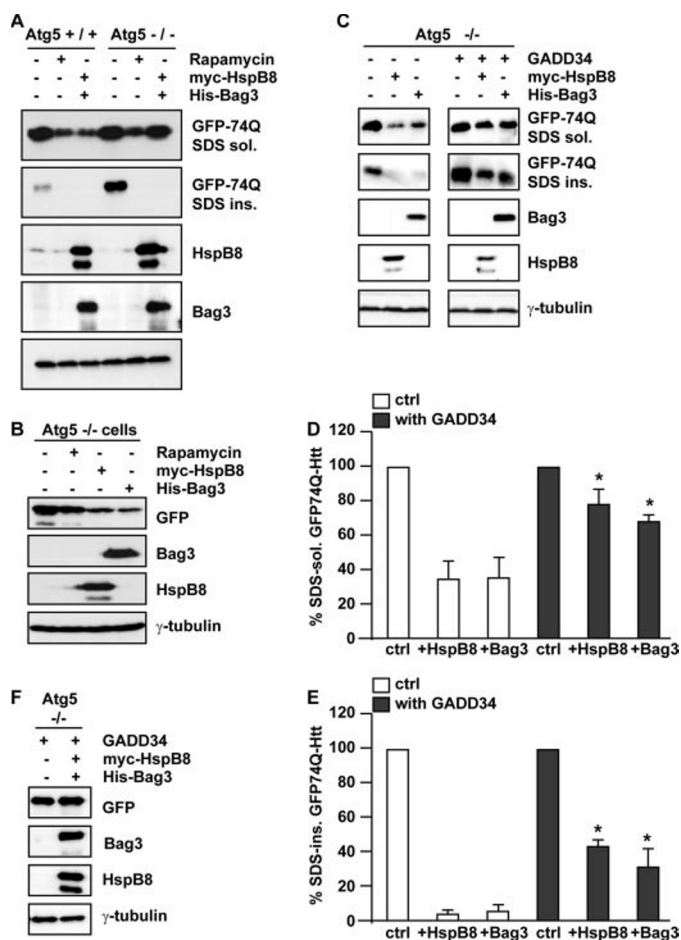 A
Atg5 +/+ Atg5 -/-
- + - - + - Rapamycin
- - + - - + myc-HspB8
- - + - - + His-Bag3
GFP-74Q
SDS sol.
GFP-74Q
SDS ins.
HspB8
Bag3
C
Atg5 -/-
- - - + + + GADD34
- + - - + - myc-HspB8
- - + - - + His-Bag3
GFP-74Q
SDS sol.
GFP-74Q
SDS ins.
Bag3
HspB8
γ-tubulin
B
Atg5 -/- cells
- + - - Rapamycin
- - + - myc-HspB8
- - - + His-Bag3
GFP
Bag3
HspB8
γ-tubulin
D
ctrl
with GADD34
% SDS-sol. GFP74Q-Htt
120
100
80
60
40
20
0
* *
ctrl +HspB8 +Bag3 ctrl +HspB8 +Bag3
F
Atg5
-/-
+ + GADD34
- + myc-HspB8
- + His-Bag3
GFP
Bag3
HspB8
γ-tubulin
E
ctrl
with GADD34
% SDS-ins. GFP74Q-Htt
120
100
80
60
40
20
0
* *
ctrl +HspB8 +Bag3 ctrl +HspB8 +Bag3